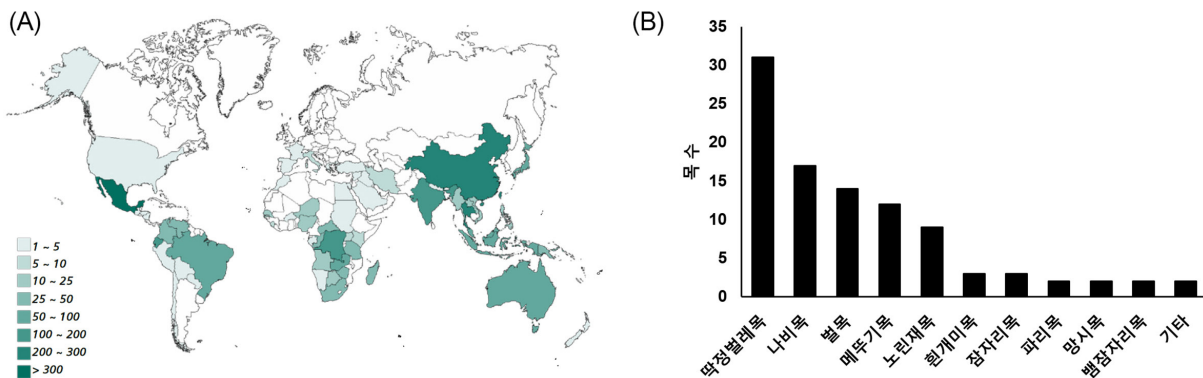 (A)
1 ~ 5
5 ~ 10
10 ~ 25
25 ~ 50
50 ~ 100
100 ~ 200
200 ~ 300
> 300
(B)
목 수
35
30
25
20
15
10
5
0
딱정벌레목
나비목
벌목
메뚜기목
노린재목
흰개미목
잠자리목
파리목
망시목
뱀잠자리목
기타